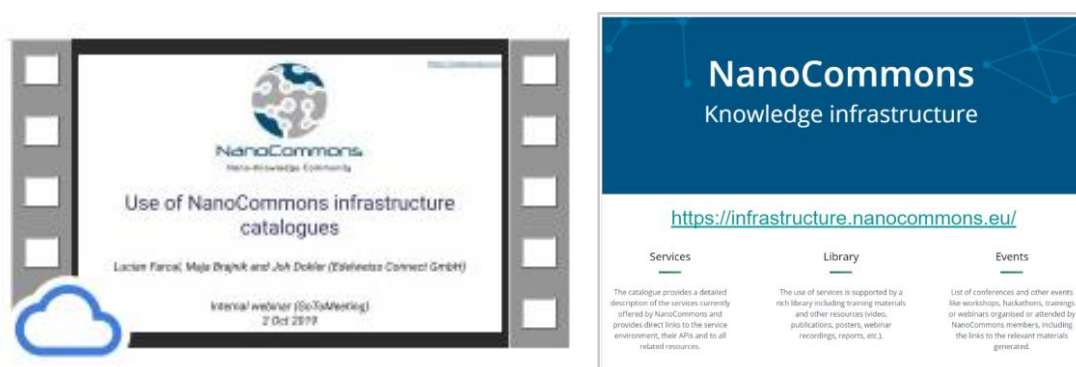 NanoCommons
Nano-Knowledge Community
Use of NanoCommons infrastructure
catalogues
Lucian Farcal, Maja Brajnik and Joh Dokler (Edelweiss Connect GmbH)
Internal webinar (GoToMeeting)
2 Oct 2019
NanoCommons
Knowledge infrastructure
https://infrastructure.nanocommons.eu/
Services
The catalogue provides a detailed
description of the services currently
offered by NanoCommons and
provides direct links to the service
environment, their APIs and to all
related resources.
Library
The use of services is supported by a
rich library including training materials
and other resources (video,
publications, posters, webinar
recordings, reports, etc.).
Events
List of conferences and other events
like workshops, hackathons, trainings
or webinars organised or attended by
NanoCommons members, including
the links to the relevant materials
generated.